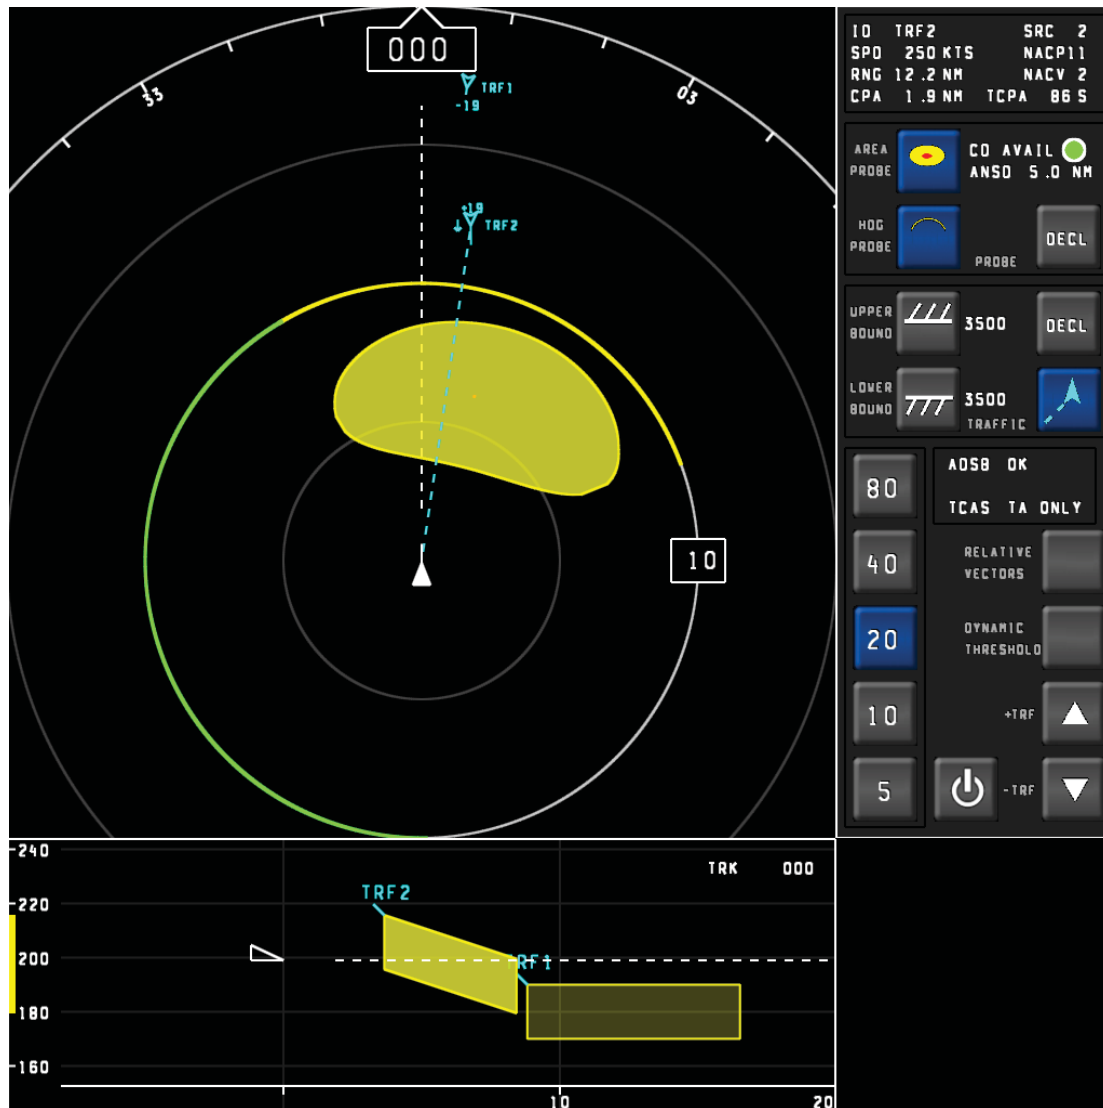 000
33
03
TRF1
-19
+19
TRF2
10
ID TRF2 SRC 2
SPD 250 KTS NACP11
RNG 12.2 NM NACV 2
CPA 1.9 NM TCPA 86 S
AREA PROBE
CD AVAIL
ANSD 5.0 NM
HDG PROBE
PROBE
DECL
UPPER BOUND
3500
DECL
LOWER BOUND
3500
TRAFFIC
80
ADSB OK
TCAS TA ONLY
40
RELATIVE VECTORS
20
DYNAMIC THRESHOLD
10
+TRF
5
-TRF
240
TRK 000
TRF2
220
200
TRF1
180
160
10
20